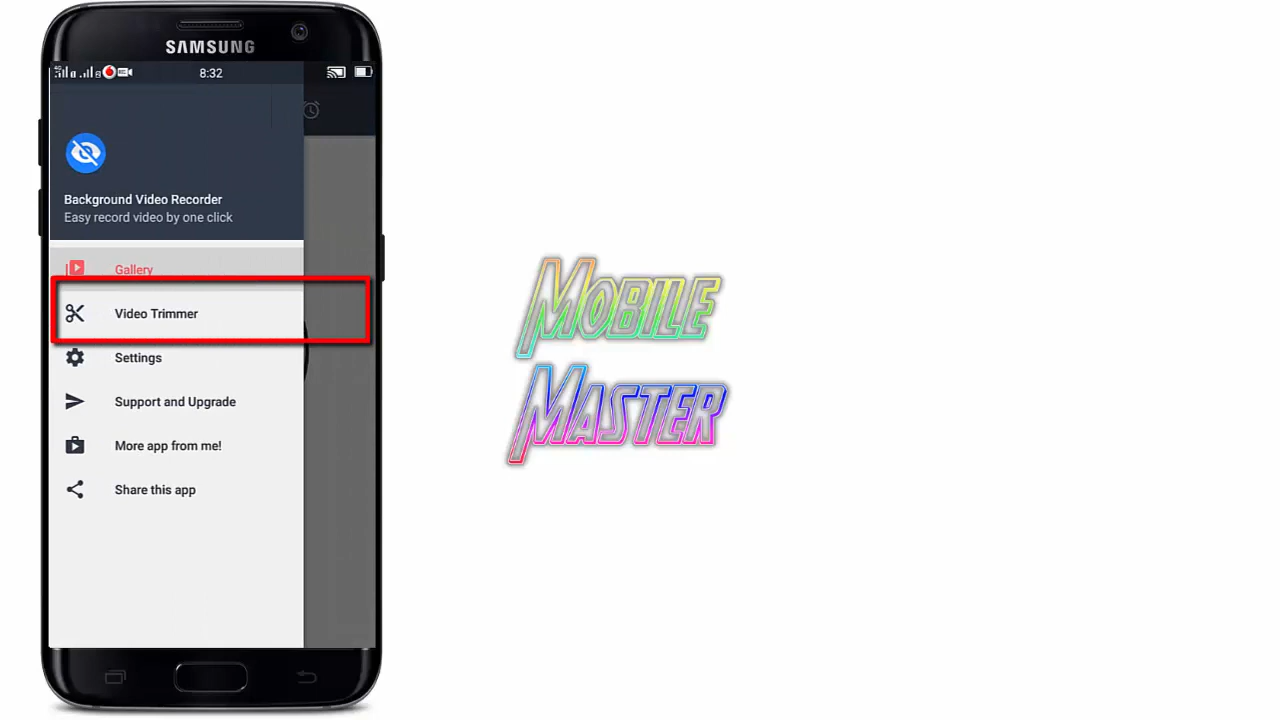 SAMSUNG
8:32
Background Video Recorder
Easy record video by one click
Gallery
Video Trimmer
Settings
Support and Upgrade
More app from me!
Share this app
MOBILE
MASTER